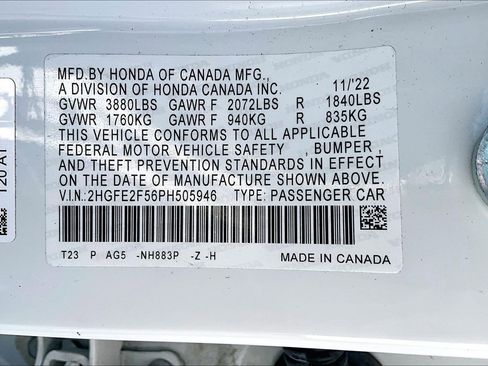 MFD.BY HONDA OF CANADA MFG.,
A DIVISION OF HONDA CANADA INC. 11/'22
GVWR 3880LBS GAWR F 2072LBS R 1840LBS
GVWR 1760KG GAWR F 940KG R 835KG
THIS VEHICLE CONFORMS TO ALL APPLICABLE
FEDERAL MOTOR VEHICLE SAFETY , BUMPER ,
AND THEFT PREVENTION STANDARDS IN EFFECT
ON THE DATE OF MANUFACTURE SHOWN ABOVE.
V.I.N.:2HGFE2F56PH505946 TYPE: PASSENGER CAR
T23 P AG5 -NH883P -Z -H
MADE IN CANADA
120 A1